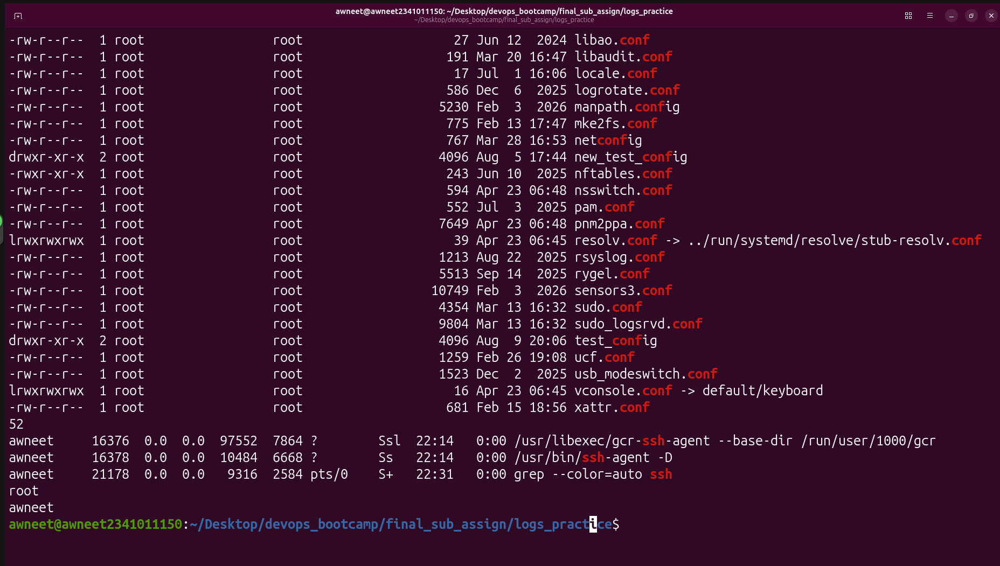 awneet@awneet2341011150: ~/Desktop/devops_bootcamp/final_sub_assign/logs_practice
~/Desktop/devops_bootcamp/final_sub_assign/logs_practice
-rw-r--r--  1 root                 root                    27 Jun 12  2024 libao.conf
-rw-r--r--  1 root                 root                   191 Mar 20 16:47 libaudit.conf
-rw-r--r--  1 root                 root                    17 Jul  1 16:06 locale.conf
-rw-r--r--  1 root                 root                   586 Dec  6  2025 logrotate.conf
-rw-r--r--  1 root                 root                  5230 Feb  3  2026 manpath.config
-rw-r--r--  1 root                 root                   775 Feb 13 17:47 mke2fs.conf
-rw-r--r--  1 root                 root                   767 Mar 28 16:53 netconfig
drwxr-xr-x  2 root                 root                  4096 Aug  5 17:44 new_test_config
-rwxr-xr-x  1 root                 root                   243 Jun 10  2025 nftables.conf
-rw-r--r--  1 root                 root                   594 Apr 23 06:48 nsswitch.conf
-rw-r--r--  1 root                 root                   552 Jul  3  2025 pam.conf
-rw-r--r--  1 root                 root                  7649 Apr 23 06:48 pnm2ppa.conf
lrwxrwxrwx  1 root                 root                    39 Apr 23 06:45 resolv.conf -> ../run/systemd/resolve/stub-resolv.conf
-rw-r--r--  1 root                 root                  1213 Aug 22  2025 rsyslog.conf
-rw-r--r--  1 root                 root                  5513 Sep 14  2025 rygel.conf
-rw-r--r--  1 root                 root                 10749 Feb  3  2026 sensors3.conf
-rw-r--r--  1 root                 root                  4354 Mar 13 16:32 sudo.conf
-rw-r--r--  1 root                 root                  9804 Mar 13 16:32 sudo_logsrvd.conf
drwxr-xr-x  2 root                 root                  4096 Aug  9 20:06 test_config
-rw-r--r--  1 root                 root                  1259 Feb 26 19:08 ucf.conf
-rw-r--r--  1 root                 root                  1523 Dec  2  2025 usb_modeswitch.conf
lrwxrwxrwx  1 root                 root                    16 Apr 23 06:45 vconsole.conf -> default/keyboard
-rw-r--r--  1 root                 root                   681 Feb 15 18:56 xattr.conf
52
awneet     16376  0.0  0.0  97552  7864 ?        Ssl  22:14   0:00 /usr/libexec/gcr-ssh-agent --base-dir /run/user/1000/gcr
awneet     16378  0.0  0.0  10484  6668 ?        Ss   22:14   0:00 /usr/bin/ssh-agent -D
awneet     21178  0.0  0.0   9316  2584 pts/0    S+   22:31   0:00 grep --color=auto ssh
root
awneet
awneet@awneet2341011150:~/Desktop/devops_bootcamp/final_sub_assign/logs_practice$